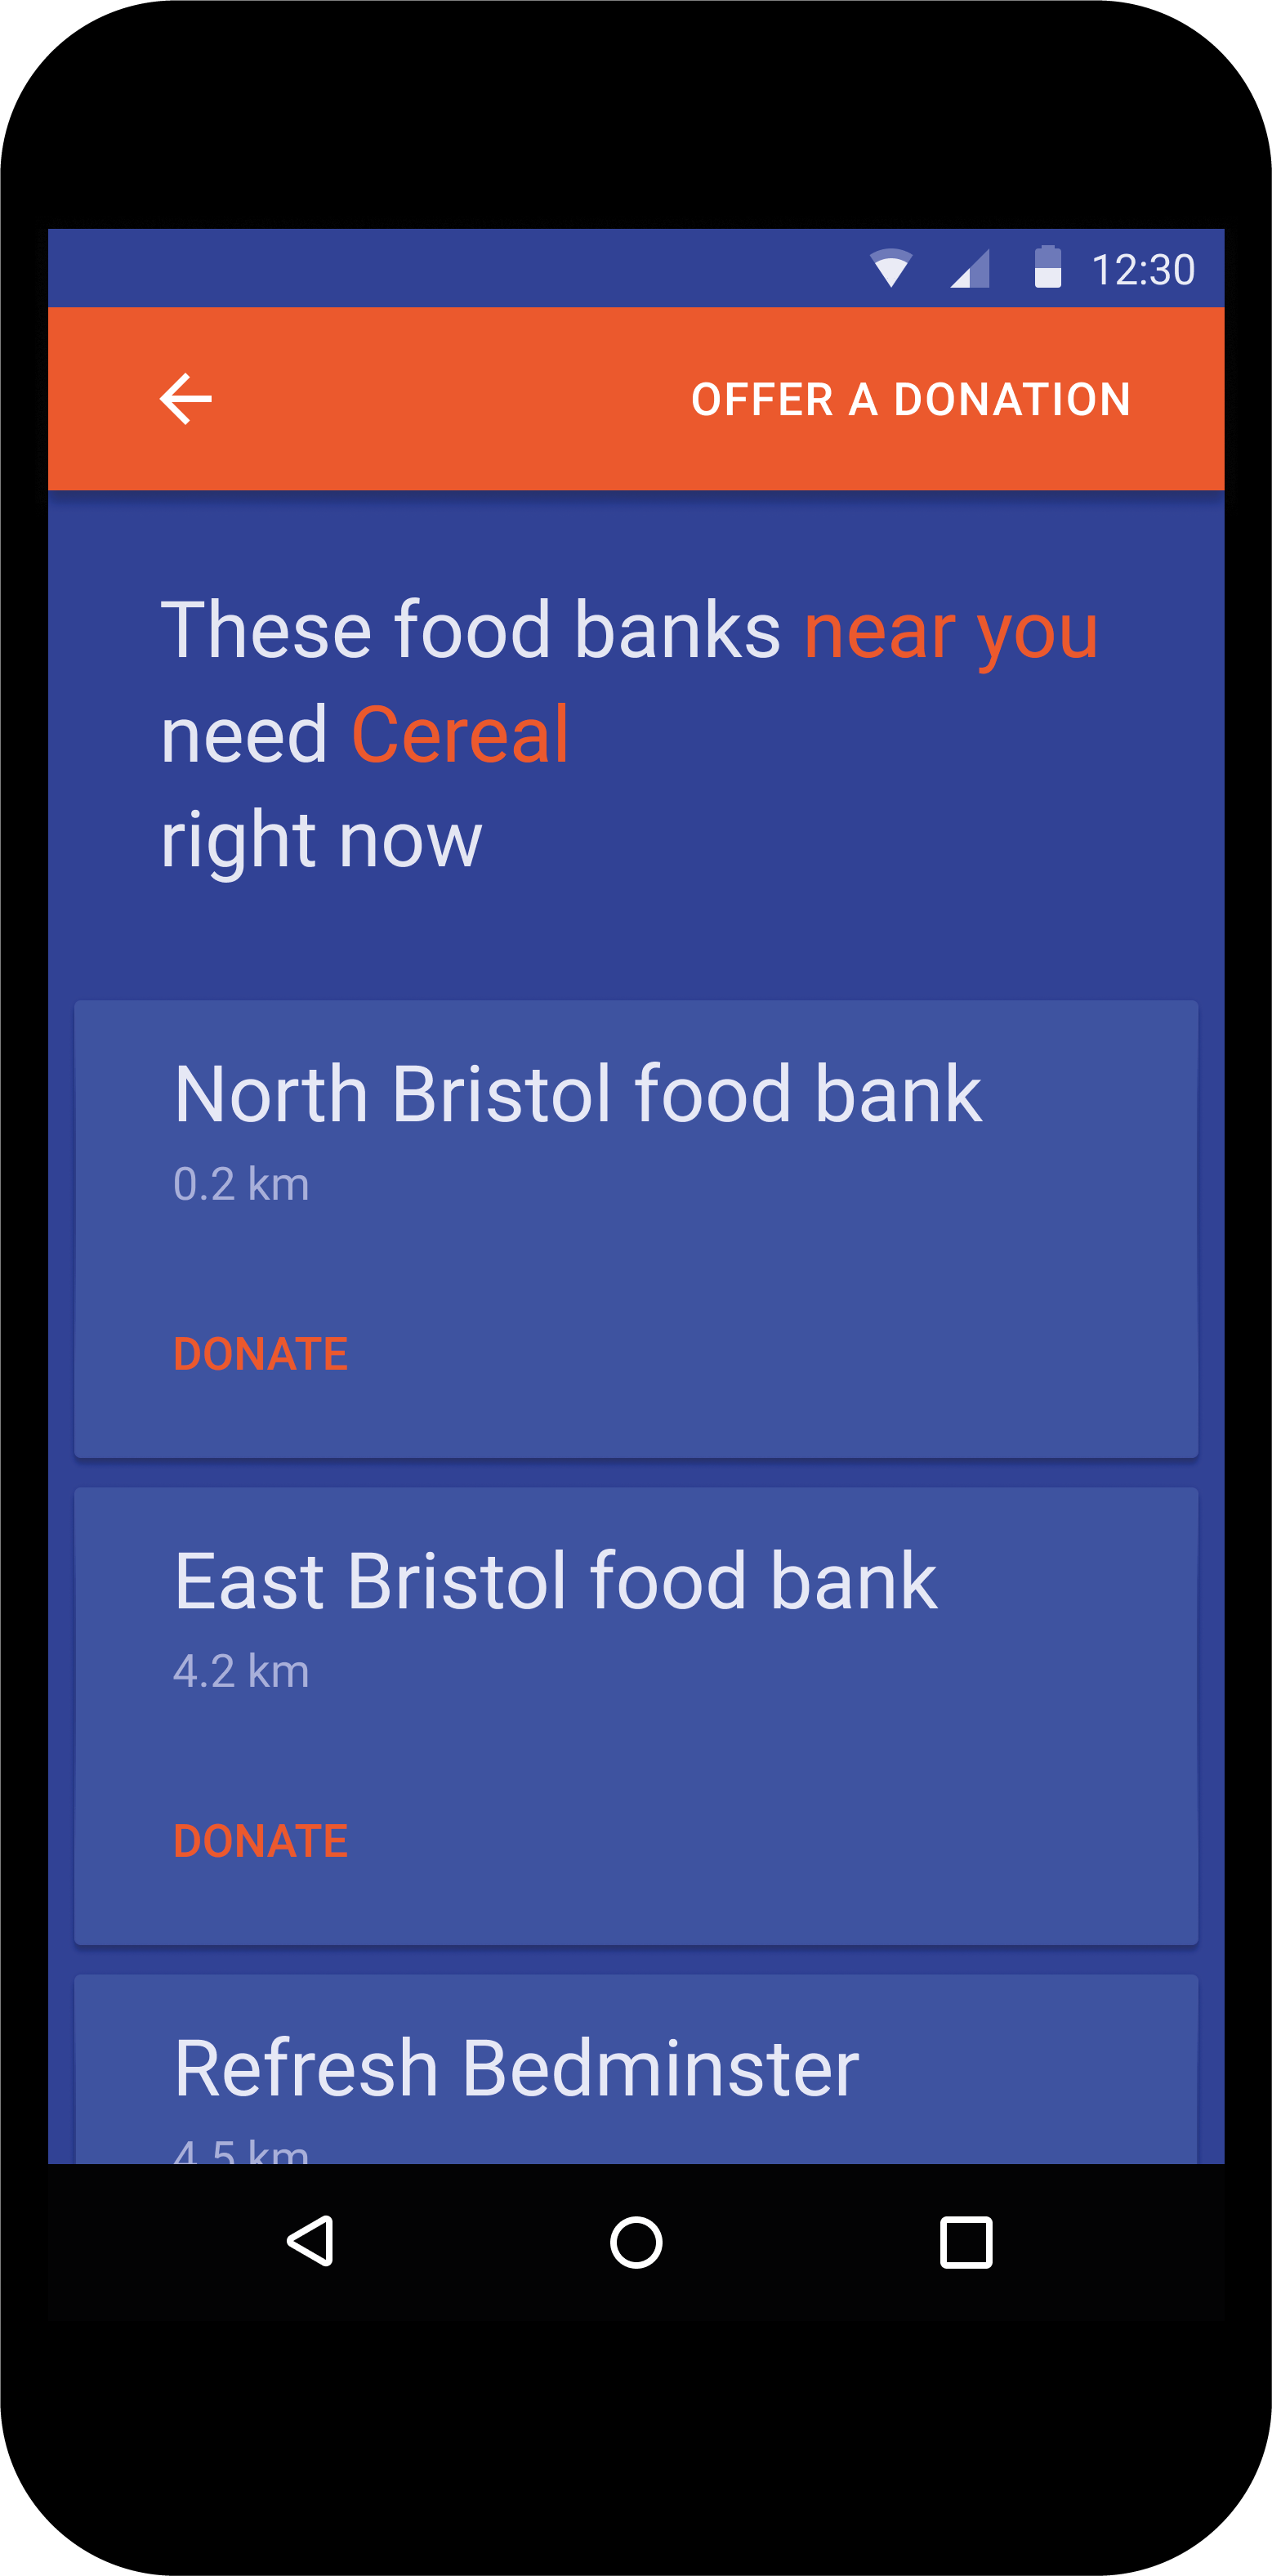 12:30
OFFER A DONATION
These food banks near you
need Cereal
right now
North Bristol food bank
0.2 km
DONATE
East Bristol food bank
4.2 km
DONATE
Refresh Bedminster
4.5 km